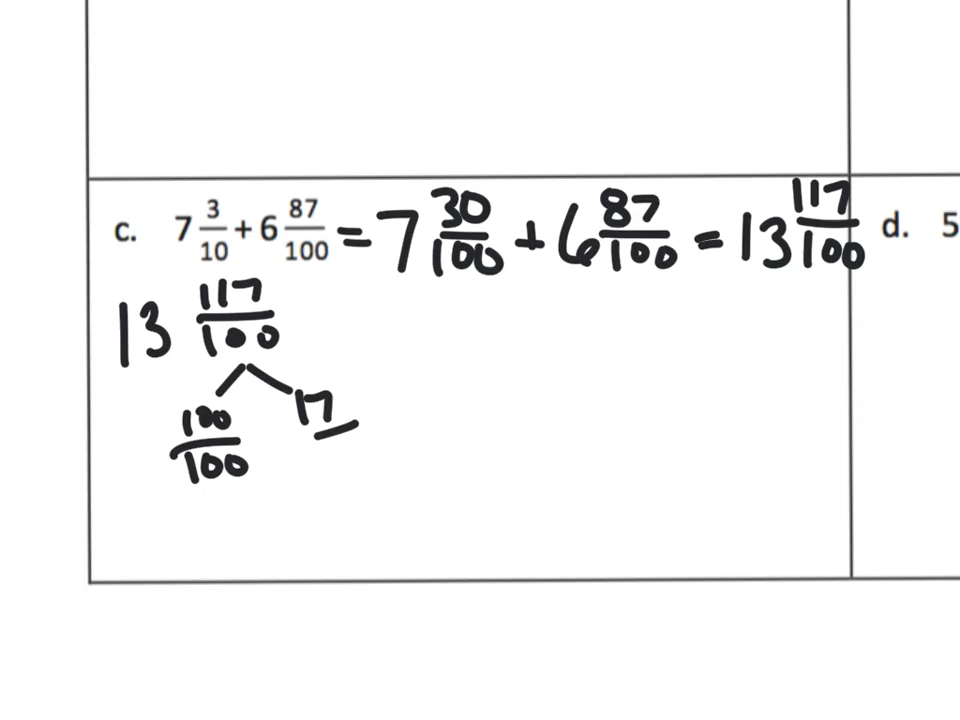 c. 7 3/10 + 6 87/100 = 7 30/100 + 6 87/100 = 13 117/100
d. 5
13 117/100
100/100 17